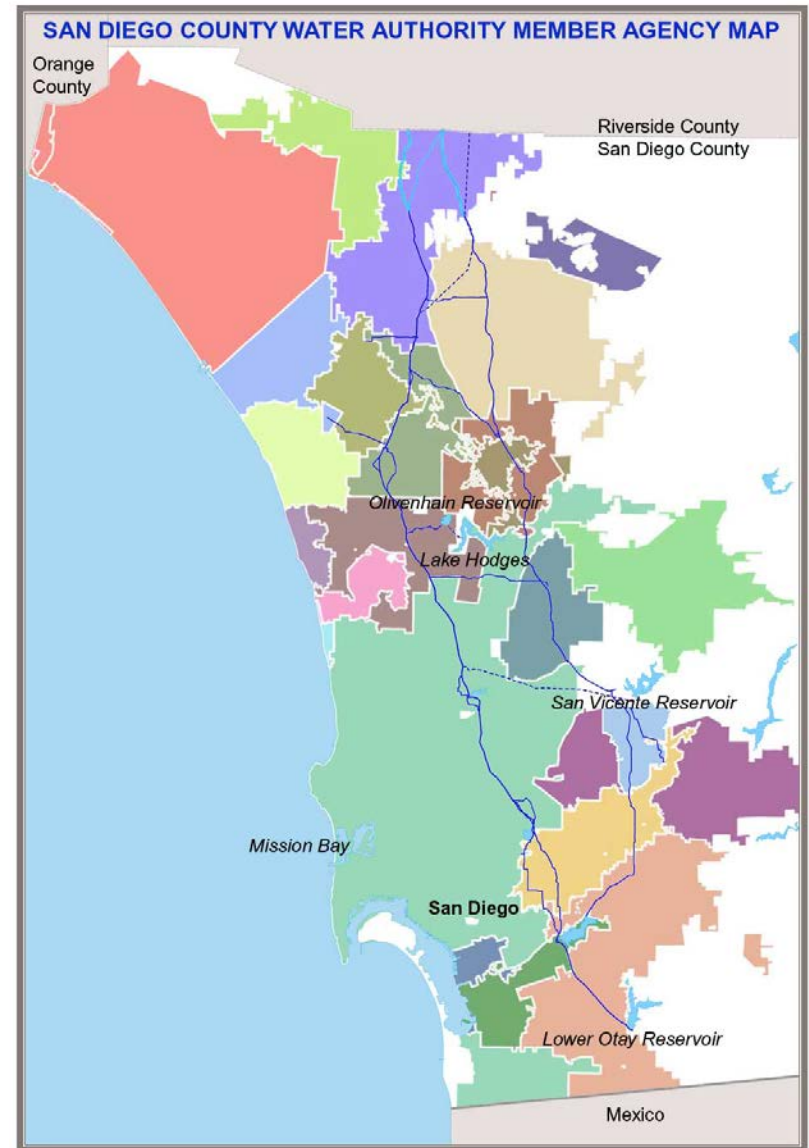 SAN DIEGO COUNTY WATER AUTHORITY MEMBER AGENCY MAP
Orange
County
Riverside County
San Diego County
Olivenhain Reservoir
Lake Hodges
San Vicente Reservoir
Mission Bay
San Diego
Lower Otay Reservoir
Mexico